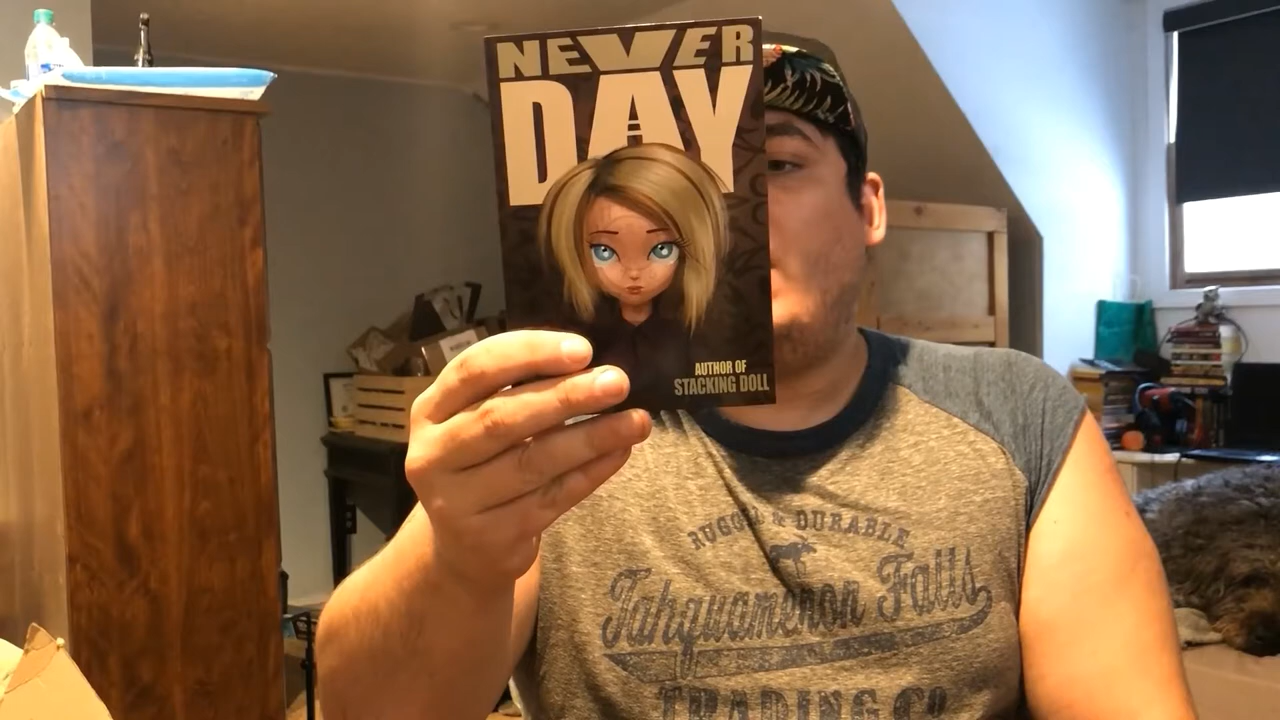 NEVER
DAY
AUTHOR OF
STACKING DOLL
RUGGED & DURABLE
Tahquamenon Falls
TRADING CO